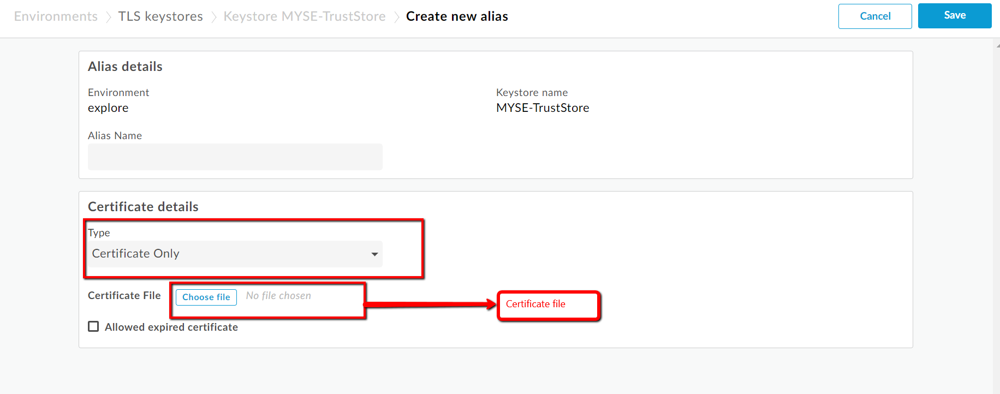 Environments > TLS keystores > Keystore MYSE-TrustStore > Create new alias
Cancel
Save
Alias details
Environment
explore
Keystore name
MYSE-TrustStore
Alias Name
Certificate details
Type
Certificate Only
Certificate File
Choose file
No file chosen
Certificate file
Allowed expired certificate